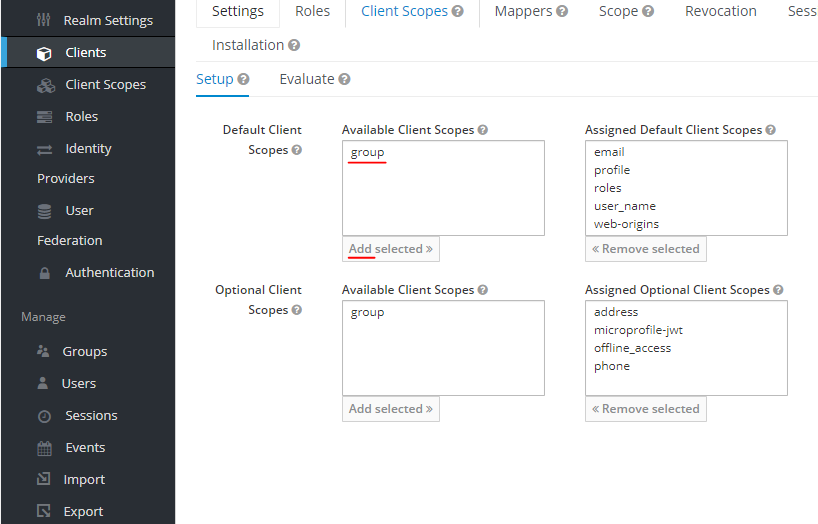 Realm Settings
Clients
Client Scopes
Roles
Identity
Providers
User
Federation
Authentication
Manage
Groups
Users
Sessions
Events
Import
Export
Settings Roles Client Scopes Mappers Scope Revocation Sess
Installation
Setup Evaluate
Default Client
Scopes
Available Client Scopes
group
Add selected »
Assigned Default Client Scopes
email
profile
roles
user_name
web-origins
« Remove selected
Optional Client
Scopes
Available Client Scopes
group
Add selected »
Assigned Optional Client Scopes
address
microprofile-jwt
offline_access
phone
« Remove selected